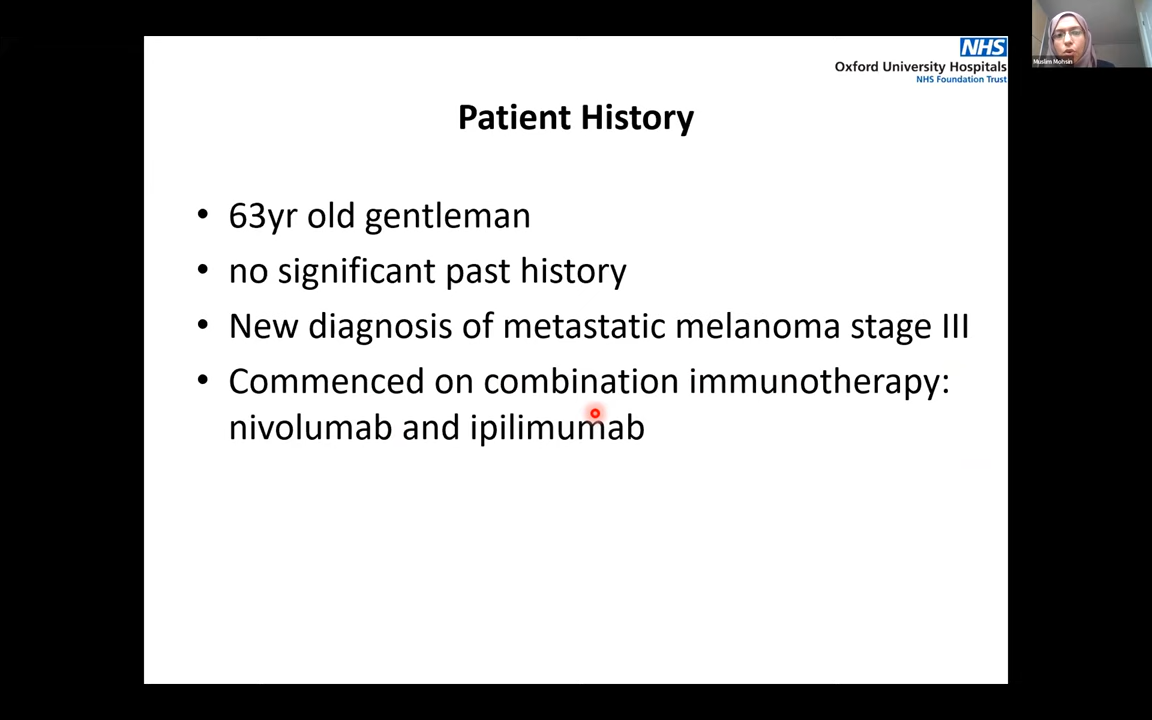 NHS
Oxford University Hospitals
NHS Foundation Trust
Muslim Mohsin
Patient History
• 63yr old gentleman
• no significant past history
• New diagnosis of metastatic melanoma stage III
• Commenced on combination immunotherapy:
nivolumab and ipilimumab